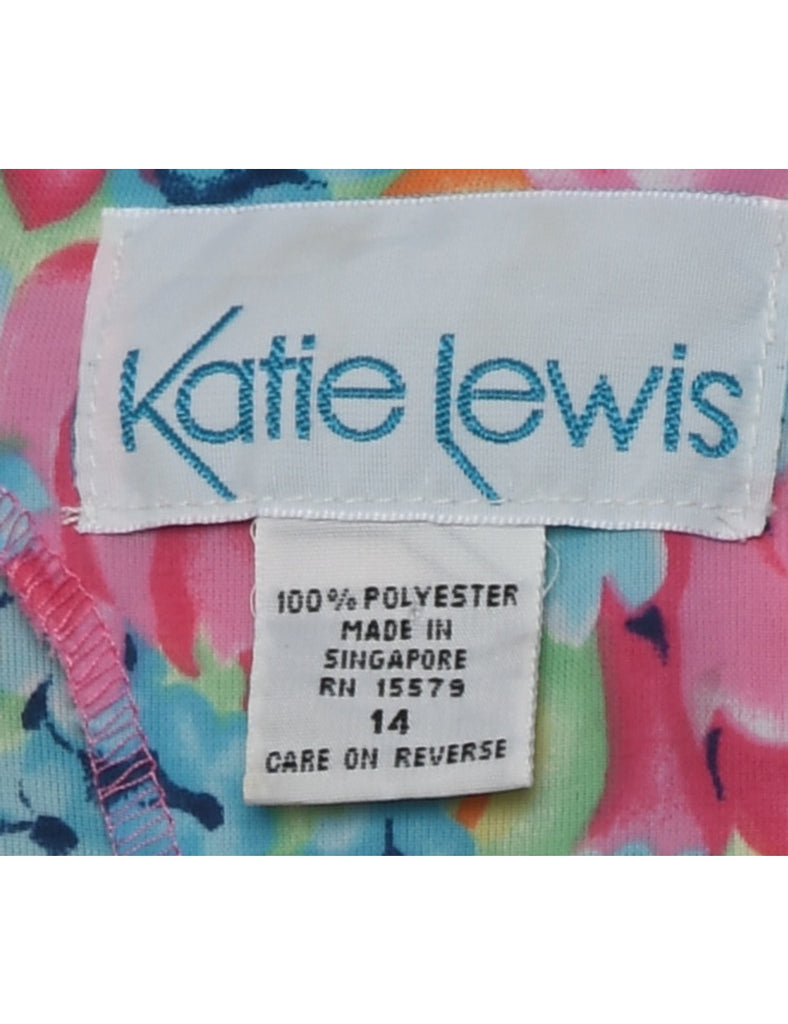 Katie Lewis
100% POLYESTER
MADE IN
SINGAPORE
RN 15579
14
CARE ON REVERSE